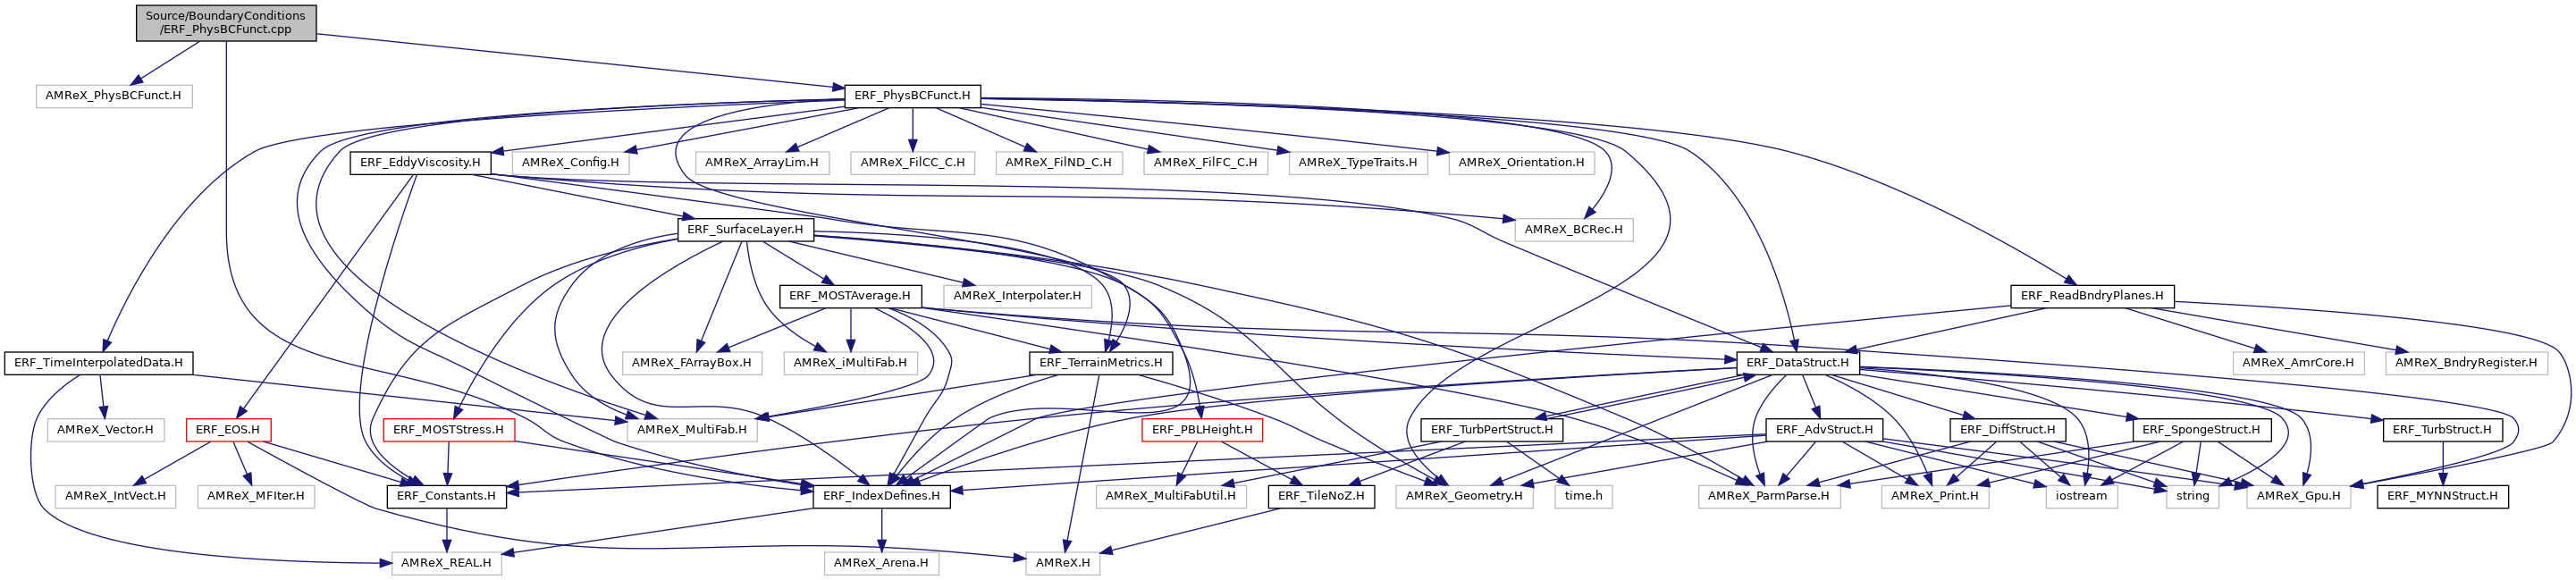 Source/BoundaryConditions
/ERF_PhysBCFunct.cpp
AMReX_PhysBCFunct.H
ERF_PhysBCFunct.H
ERF_EddyViscosity.H
AMReX_Config.H
AMReX_ArrayLim.H
AMReX_FilCC_C.H
AMReX_FilND_C.H
AMReX_FilFC_C.H
AMReX_TypeTraits.H
AMReX_Orientation.H
ERF_SurfaceLayer.H
AMReX_BCRec.H
ERF_MOSTAverage.H
AMReX_Interpolater.H
ERF_ReadBndryPlanes.H
ERF_TimeInterpolatedData.H
AMReX_FArrayBox.H
AMReX_iMultiFab.H
ERF_TerrainMetrics.H
ERF_DataStruct.H
AMReX_AmrCore.H
AMReX_BndryRegister.H
AMReX_Vector.H
ERF_EOS.H
ERF_MOSTStress.H
AMReX_MultiFab.H
ERF_PBLHeight.H
ERF_TurbPertStruct.H
ERF_AdvStruct.H
ERF_DiffStruct.H
ERF_SpongeStruct.H
ERF_TurbStruct.H
AMReX_IntVect.H
AMReX_MFIter.H
ERF_Constants.H
ERF_IndexDefines.H
AMReX_MultiFabUtil.H
ERF_TileNoZ.H
AMReX_Geometry.H
time.h
AMReX_ParmParse.H
AMReX_Print.H
iostream
string
AMReX_Gpu.H
ERF_MYNNStruct.H
AMReX_REAL.H
AMReX_Arena.H
AMReX.H